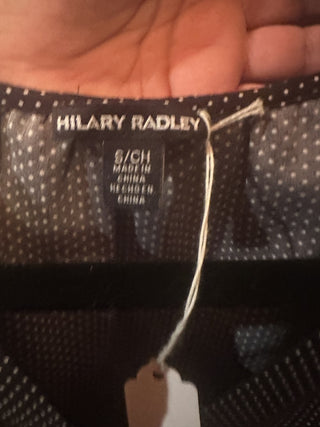 HILARY RADLEY
S/CH
MADE IN
CHINA
HECHO EN
CHINA